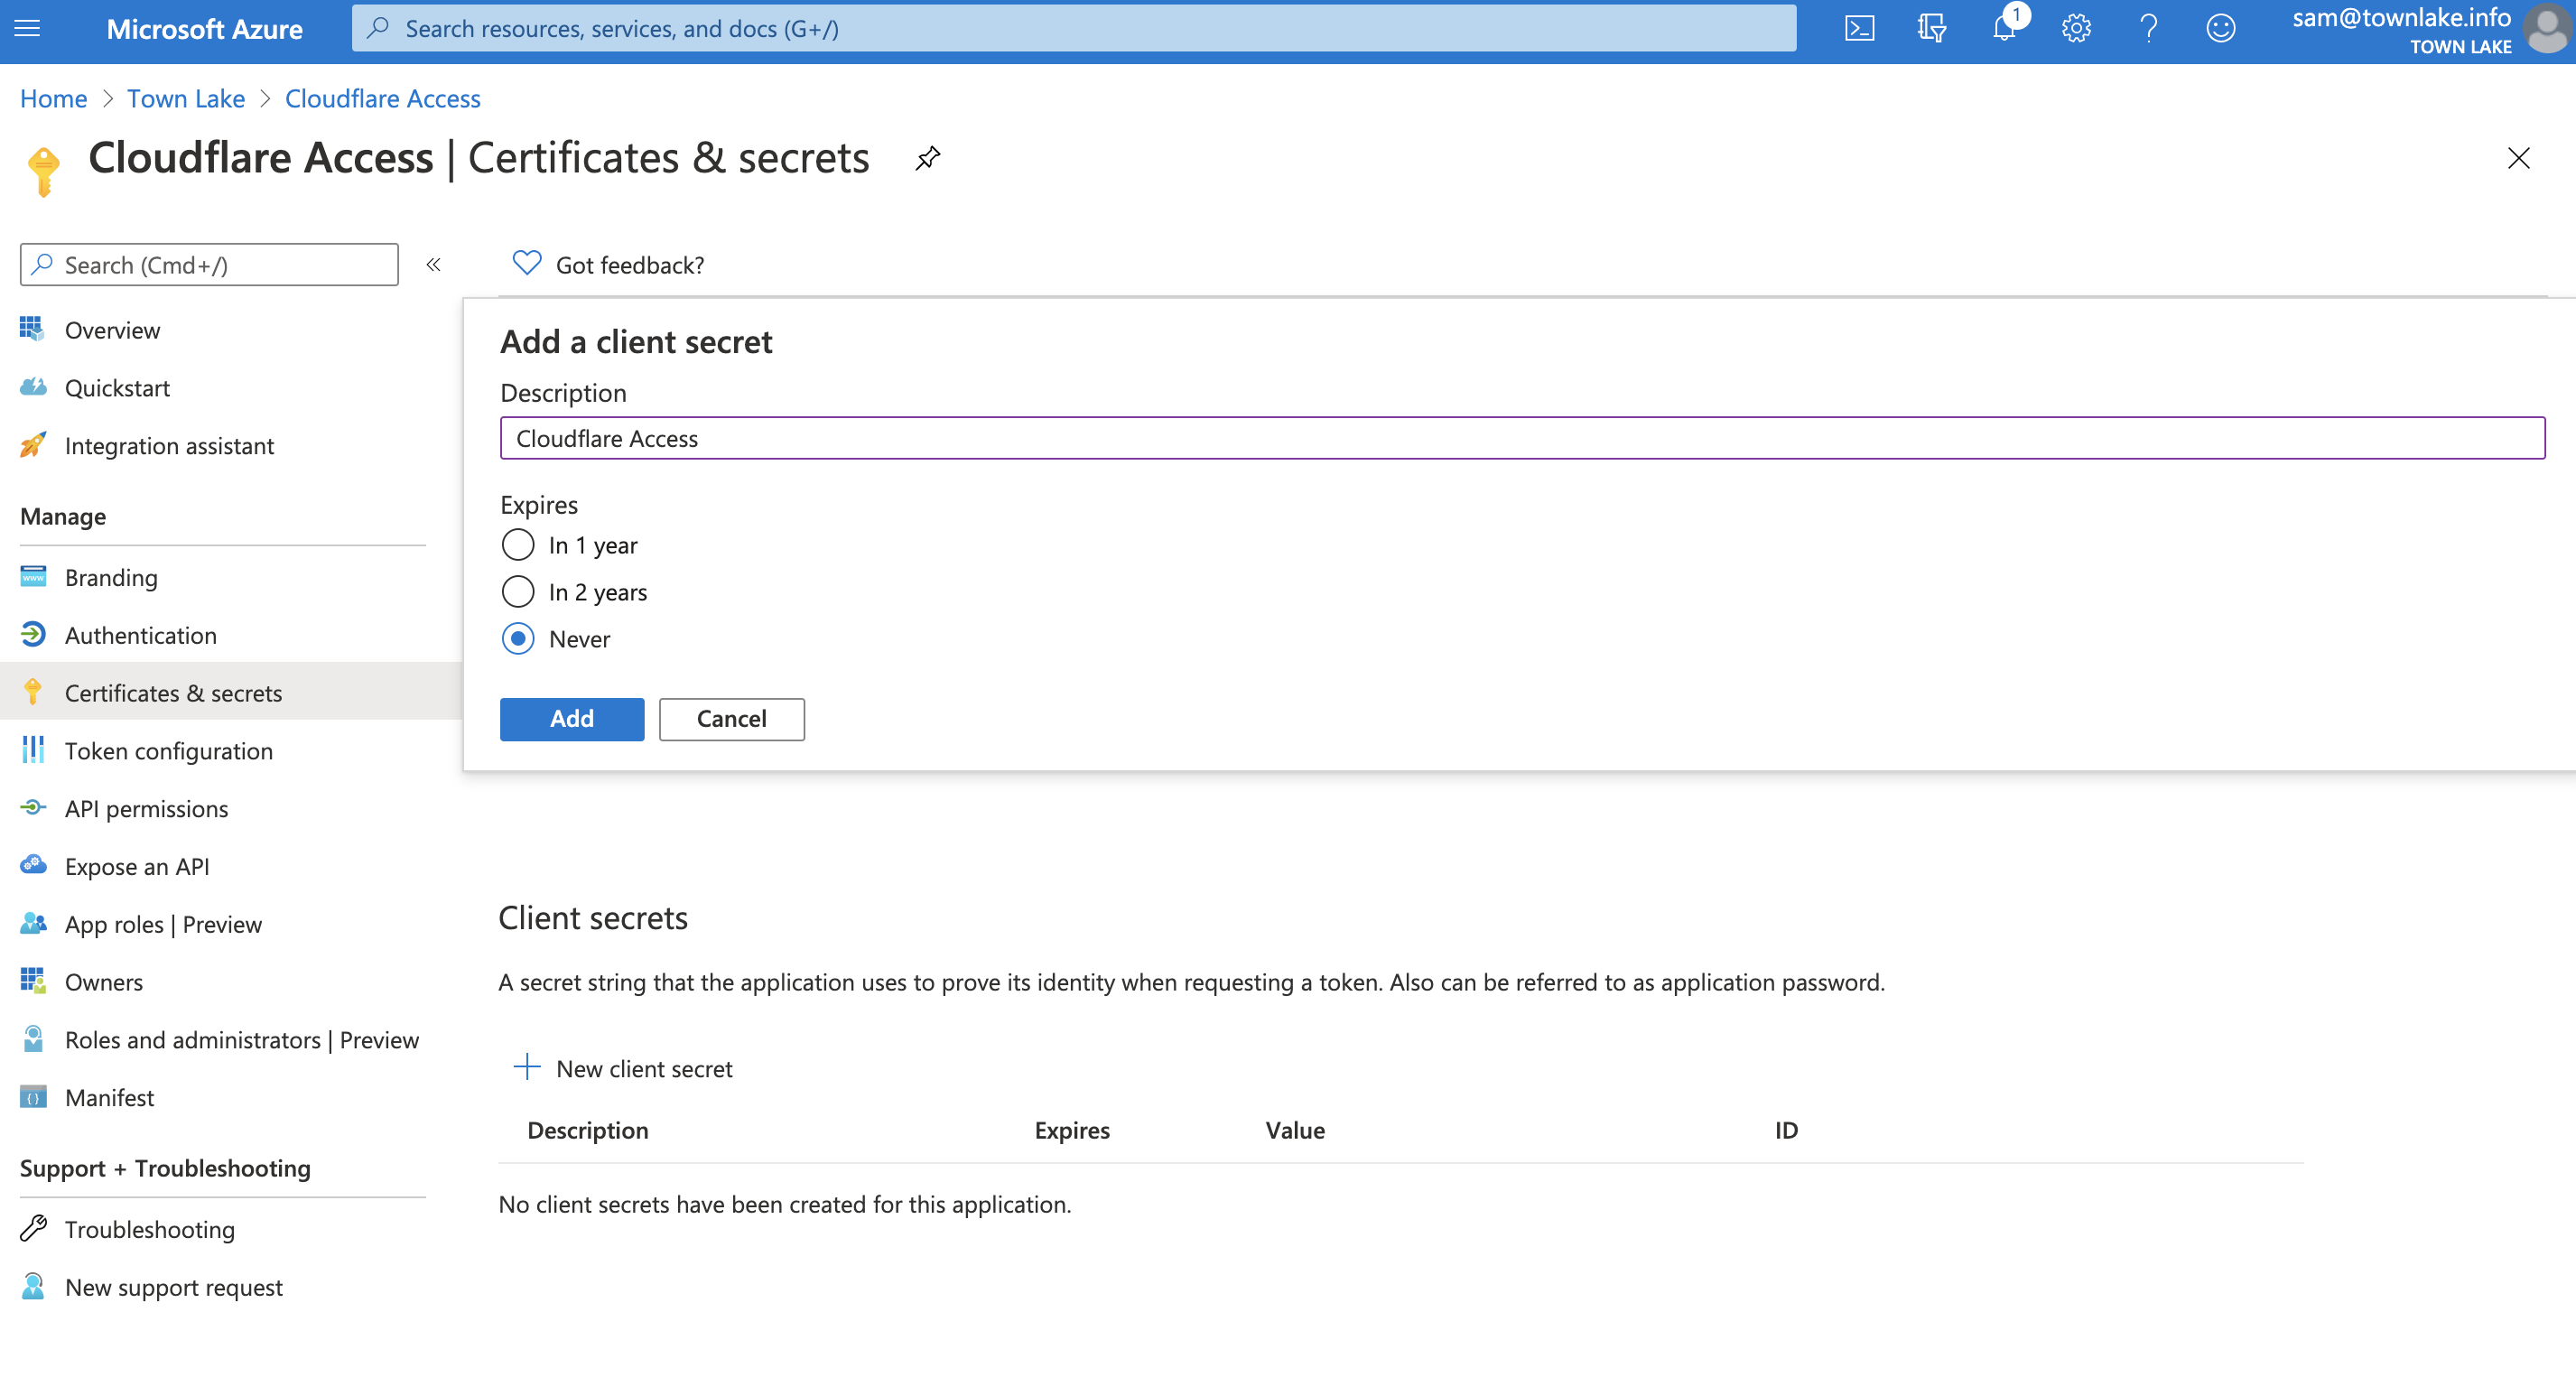 Microsoft Azure
Search resources, services, and docs (G+/)
1
sam@townlake.info
TOWN LAKE
Home > Town Lake > Cloudflare Access
Cloudflare Access | Certificates & secrets
Search (Cmd+/)
«
Got feedback?
Overview
Quickstart
Integration assistant
Manage
Branding
Authentication
Certificates & secrets
Token configuration
API permissions
Expose an API
App roles | Preview
Owners
Roles and administrators | Preview
Manifest
Support + Troubleshooting
Troubleshooting
New support request
Add a client secret
Description
Cloudflare Access
Expires
In 1 year
In 2 years
Never
Add Cancel
Client secrets
A secret string that the application uses to prove its identity when requesting a token. Also can be referred to as application password.
New client secret
Description Expires Value ID
No client secrets have been created for this application.